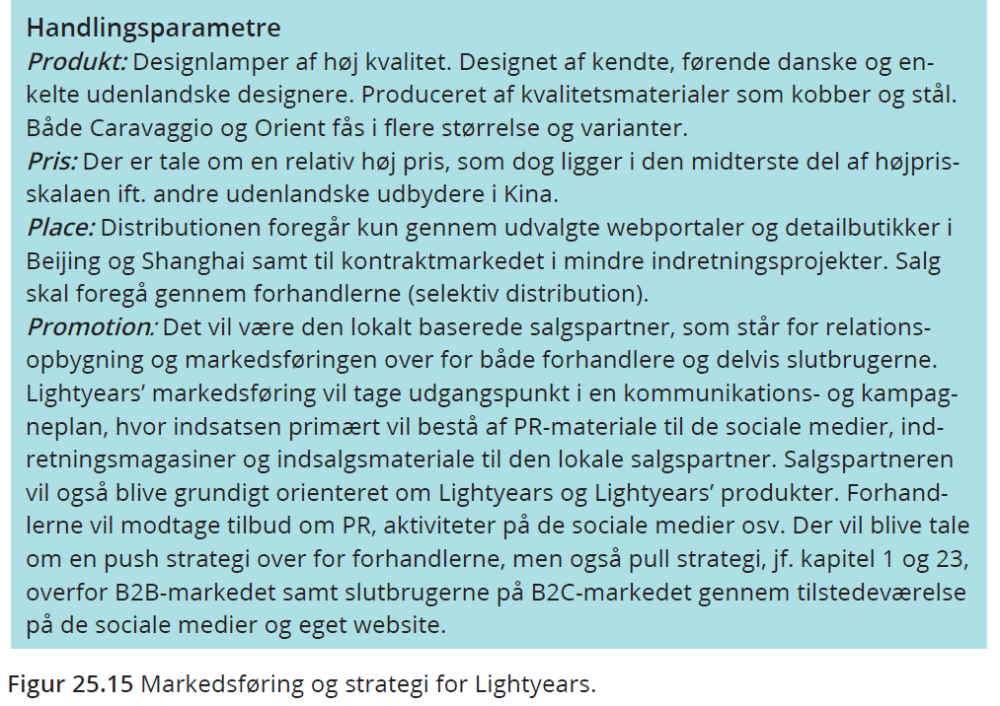 Handlingsparametre
Produkt: Designlamper af høj kvalitet. Designet af kendte, førende danske og en-
kelte udenlandske designere. Produceret af kvalitetsmaterialer som kobber og stål.
Både Caravaggio og Orient fås i flere størrelse og varianter.
Pris: Der er tale om en relativ høj pris, som dog ligger i den midterste del af højpris-
skalaen ift. andre udenlandske udbydere i Kina.
Place: Distributionen foregår kun gennem udvalgte webportaler og detailbutikker i
Beijing og Shanghai samt til kontraktmarkedet i mindre indretningsprojekter. Salg
skal foregå gennem forhandlerne (selektiv distribution).
Promotion: Det vil være den lokalt baserede salgspartner, som står for relations-
opbygning og markedsføringen over for både forhandlere og delvis slutbrugerne.
Lightyears’ markedsføring vil tage udgangspunkt i en kommunikations- og kampag-
neplan, hvor indsatsen primært vil bestå af PR-materiale til de sociale medier, ind-
retningsmagasiner og indsalgsmateriale til den lokale salgspartner. Salgspartneren
vil også blive grundigt orienteret om Lightyears og Lightyears’ produkter. Forhand-
lerne vil modtage tilbud om PR, aktiviteter på de sociale medier osv. Der vil blive tale
om en push strategi over for forhandlerne, men også pull strategi, jf. kapitel 1 og 23,
overfor B2B-markedet samt slutbrugerne på B2C-markedet gennem tilstedeværelse
på de sociale medier og eget website.
Figur 25.15 Markedsføring og strategi for Lightyears.